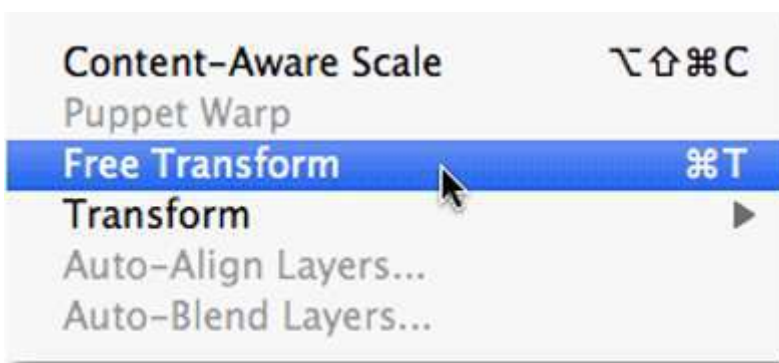 Content-Aware Scale ⌥⇧⌘C
Puppet Warp
Free Transform ⌘T
Transform ▶
Auto-Align Layers...
Auto-Blend Layers...